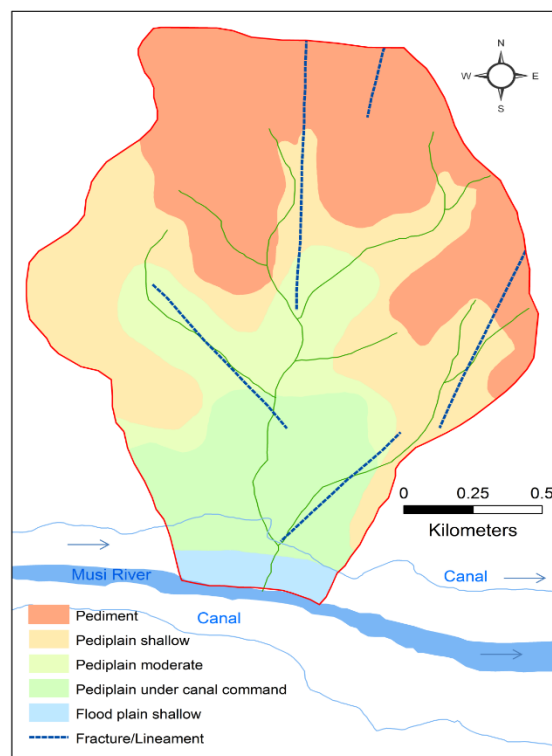 N
W E
S
0 0.25 0.5
Kilometers
Musi River
Canal
Canal
Pediment
Pediplain shallow
Pediplain moderate
Pediplain under canal command
Flood plain shallow
Fracture/Lineament